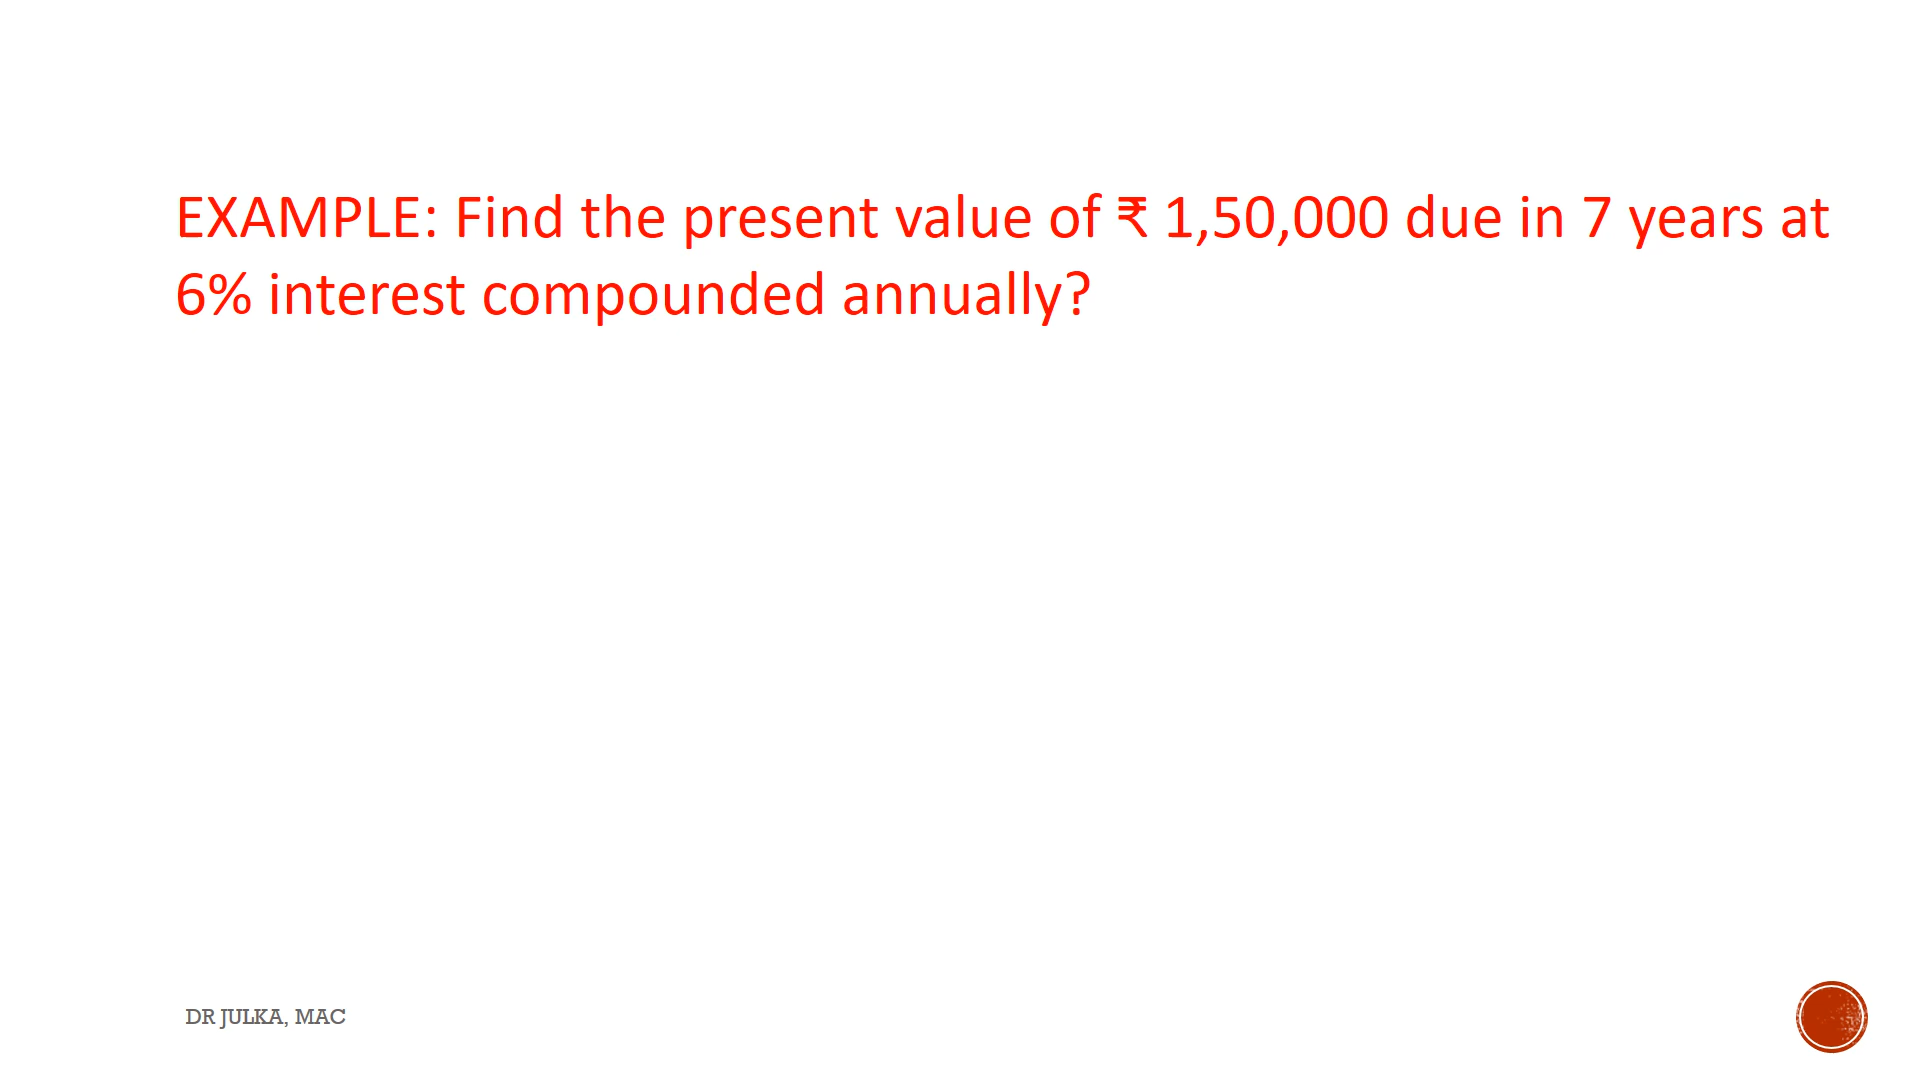 EXAMPLE: Find the present value of ₹ 1,50,000 due in 7 years at
6% interest compounded annually?
DR JULKA, MAC